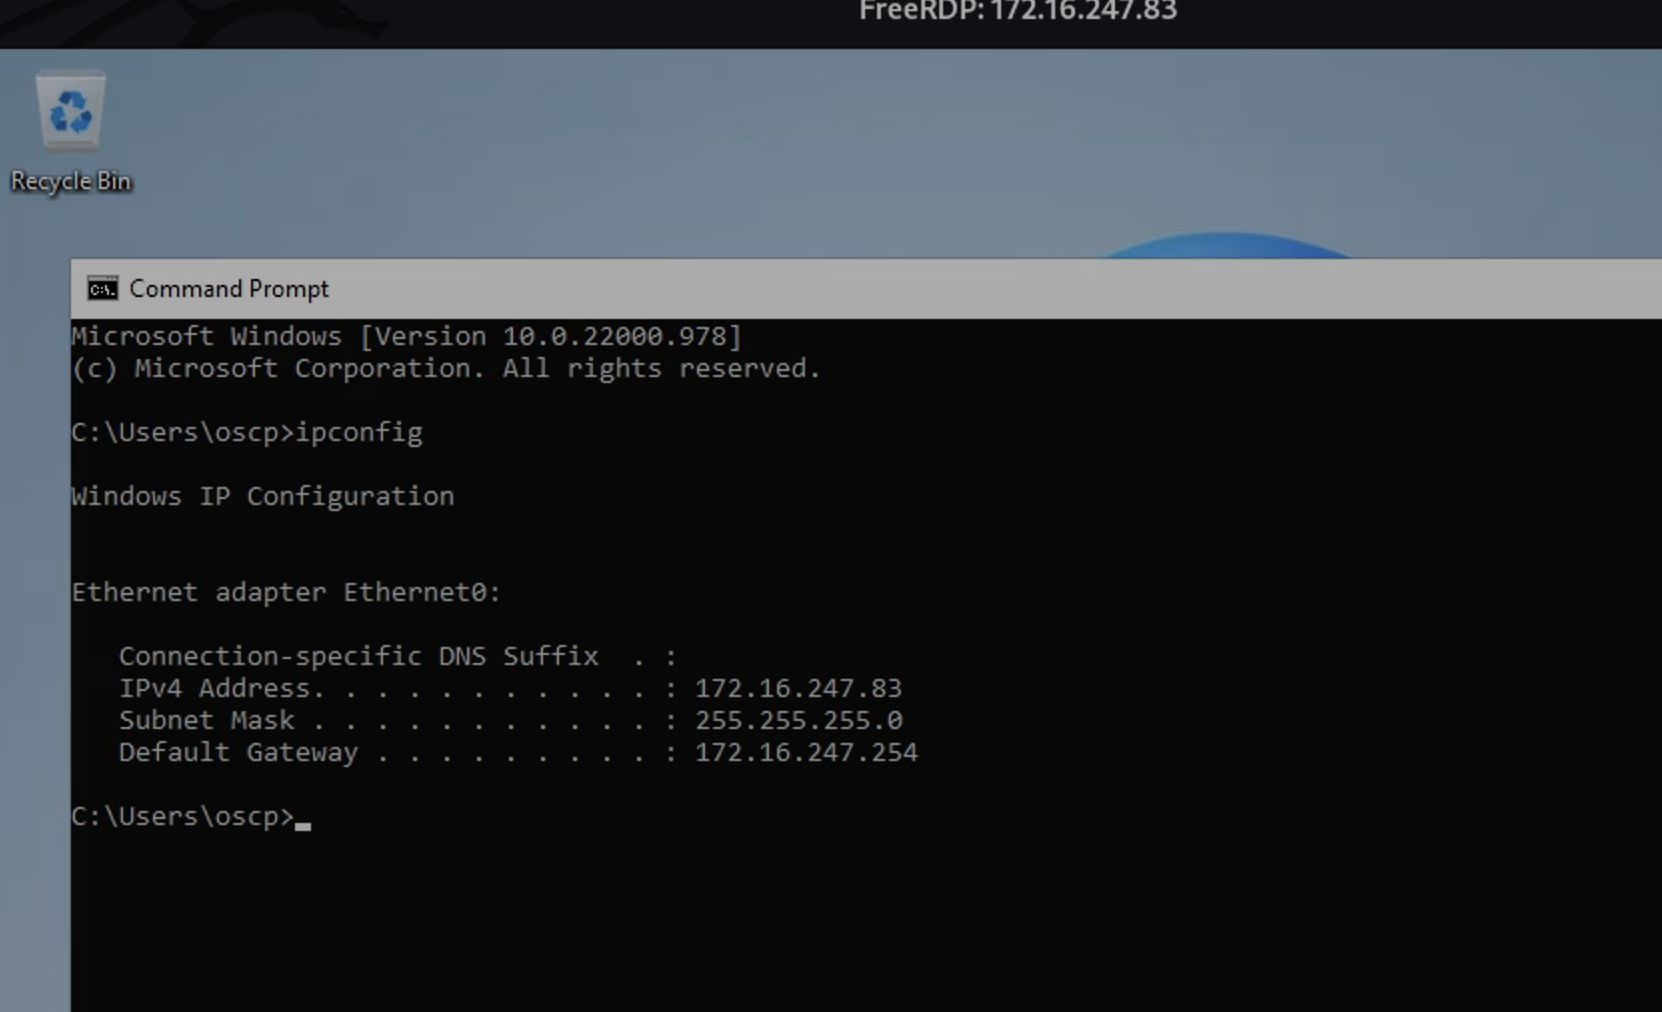 FreeRDP: 172.16.247.83
Recycle Bin
Command Prompt
Microsoft Windows [Version 10.0.22000.978]
(c) Microsoft Corporation. All rights reserved.
C:\Users\oscp>ipconfig
Windows IP Configuration
Ethernet adapter Ethernet0:
   Connection-specific DNS Suffix  . :
   IPv4 Address. . . . . . . . . . . : 172.16.247.83
   Subnet Mask . . . . . . . . . . . : 255.255.255.0
   Default Gateway . . . . . . . . . : 172.16.247.254
C:\Users\oscp>